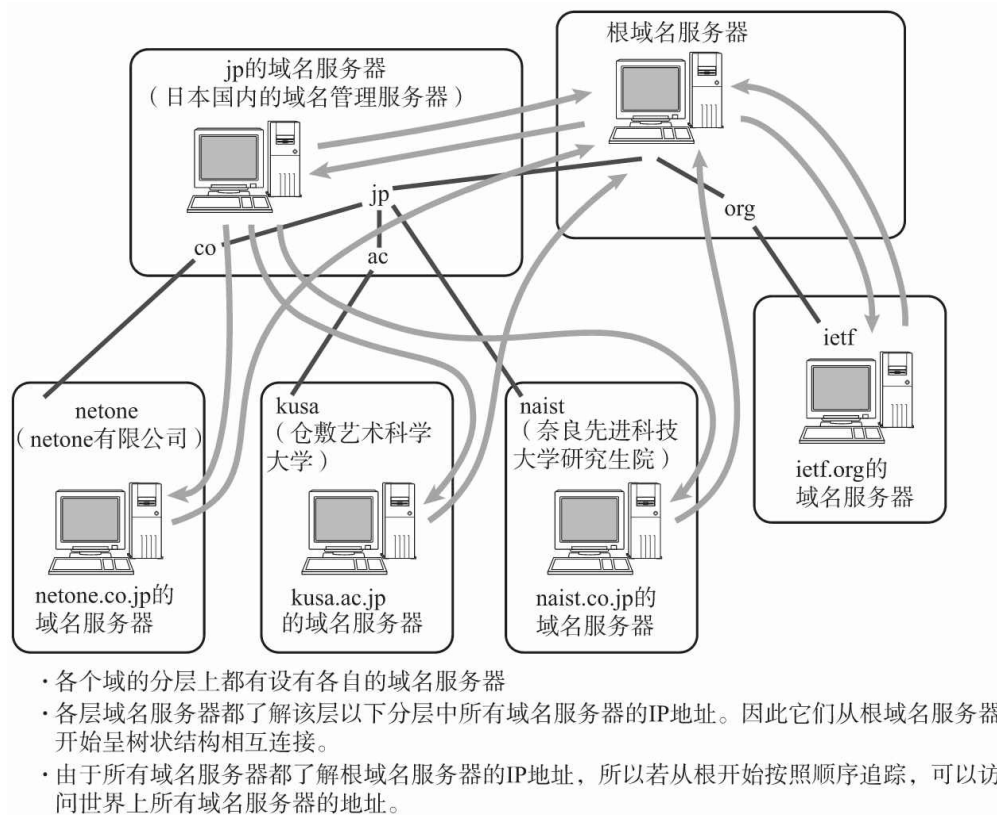 根域名服务器
jp的域名服务器
（日本国内的域名管理服务器）
jp
org
co
ac
ietf
netone
（netone有限公司）
kusa
（仓敷艺术科学
大学）
naist
（奈良先进科技
大学研究生院）
ietf.org的
域名服务器
netone.co.jp的
域名服务器
kusa.ac.jp
的域名服务器
naist.co.jp的
域名服务器
·各个域的分层上都有设有各自的域名服务器
·各层域名服务器都了解该层以下分层中所有域名服务器的IP地址。因此它们从根域名服务器
开始呈树状结构相互连接。
·由于所有域名服务器都了解根域名服务器的IP地址，所以若从根开始按照顺序追踪，可以访
问世界上所有域名服务器的地址。